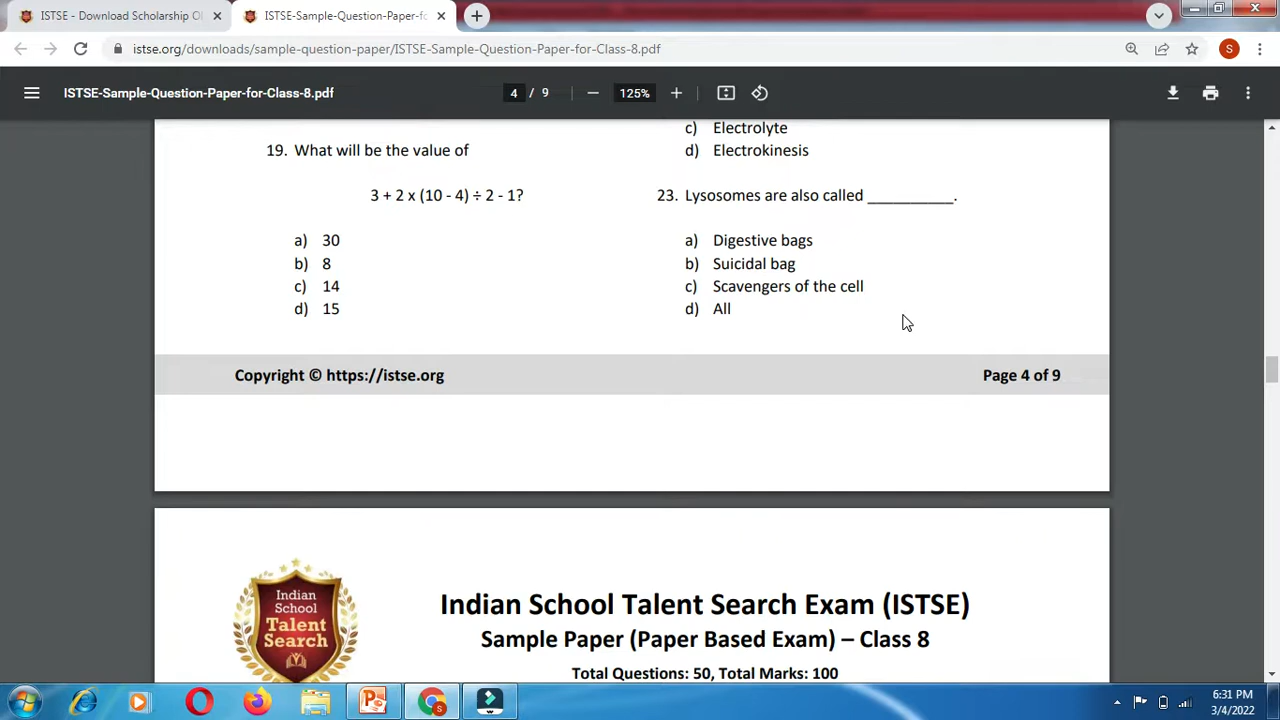 ISTSE - Download Scholarship Ol
ISTSE-Sample-Question-Paper-fo
istse.org/downloads/sample-question-paper/ISTSE-Sample-Question-Paper-for-Class-8.pdf
S
ISTSE-Sample-Question-Paper-for-Class-8.pdf
4 / 9
125%
19. What will be the value of
3 + 2 x (10 - 4) ÷ 2 - 1?
a) 30
b) 8
c) 14
d) 15
c) Electrolyte
d) Electrokinesis
23. Lysosomes are also called __________.
a) Digestive bags
b) Suicidal bag
c) Scavengers of the cell
d) All
Copyright © https://istse.org
Page 4 of 9
Indian
School
Talent
Search
Indian School Talent Search Exam (ISTSE)
Sample Paper (Paper Based Exam) – Class 8
Total Questions: 50, Total Marks: 100
6:31 PM
3/4/2022